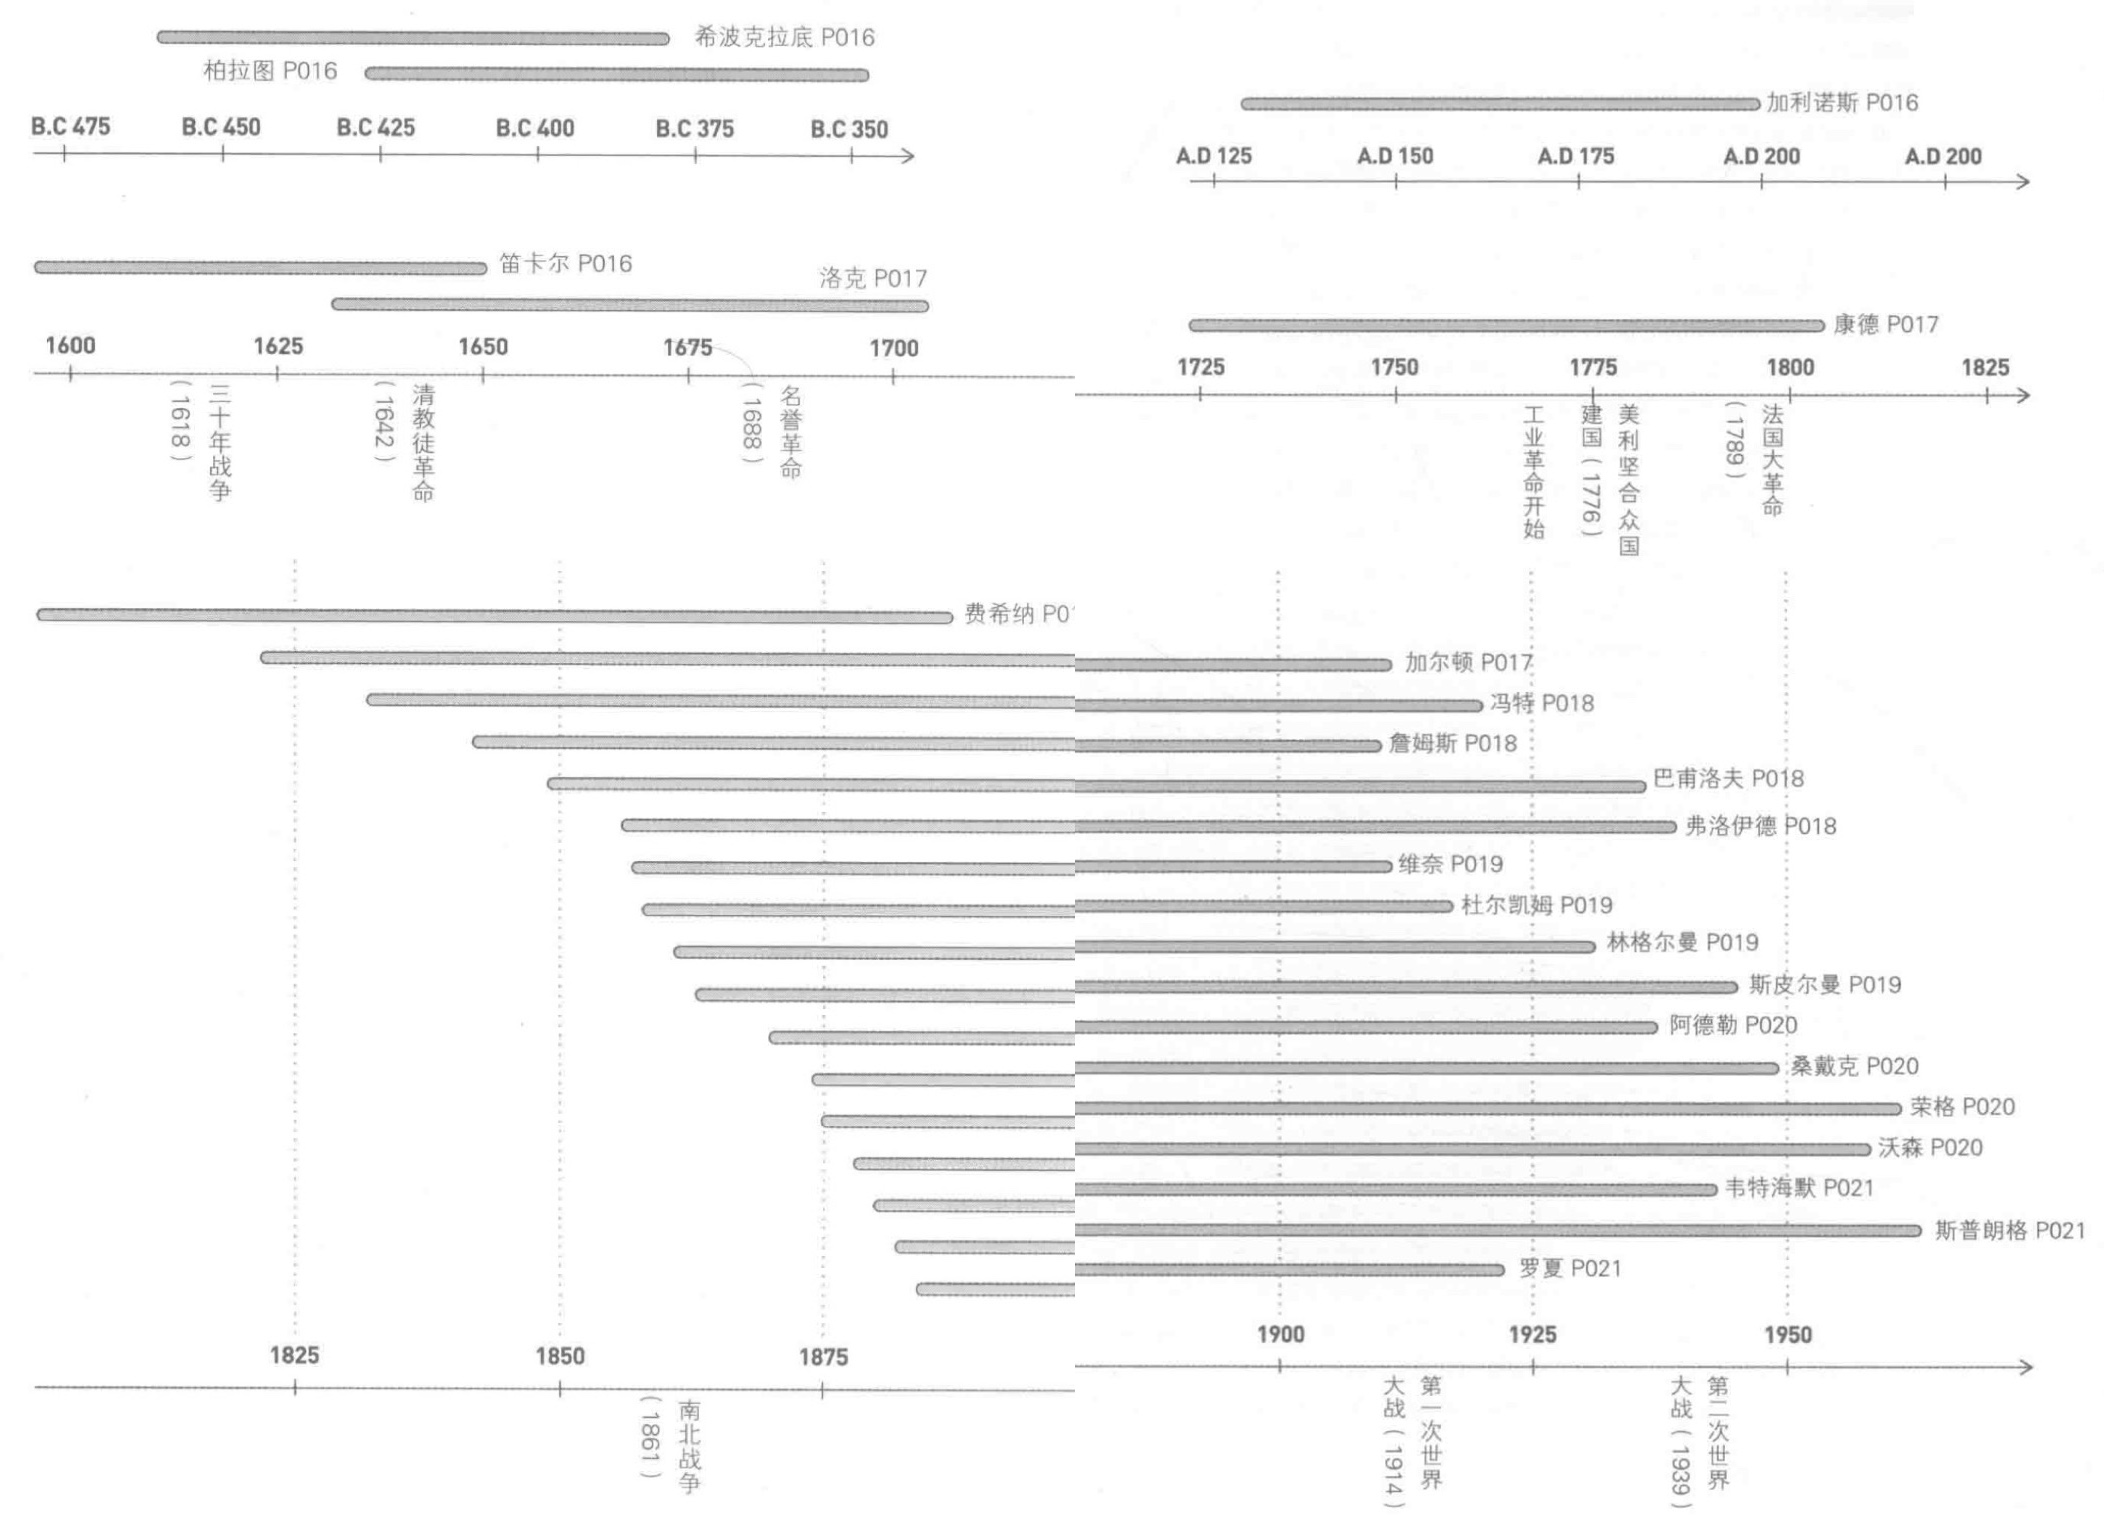 希波克拉底 P016
柏拉图 P016
B.C 475 B.C 450 B.C 425 B.C 400 B.C 375 B.C 350
加利诺斯 P016
A.D 125 A.D 150 A.D 175 A.D 200 A.D 200
笛卡尔 P016
洛克 P017
1600 1625 1650 1675 1700
三十年战争
(1618)
清教徒革命
(1642)
名誉革命
(1688)
康德 P017
1725 1750 1775 1800 1825
工业革命开始
美利坚合众国
建国(1776)
法国大革命
(1789)
费希纳 P01
加尔顿 P017
冯特 P018
詹姆斯 P018
巴甫洛夫 P018
弗洛伊德 P018
维奈 P019
杜尔凯姆 P019
林格尔曼 P019
斯皮尔曼 P019
阿德勒 P020
桑戴克 P020
荣格 P020
沃森 P020
韦特海默 P021
斯普朗格 P021
罗夏 P021
1825 1850 1875 1900 1925 1950
南北战争
(1861)
第一次世界
大战(1914)
第二次世界
大战(1939)